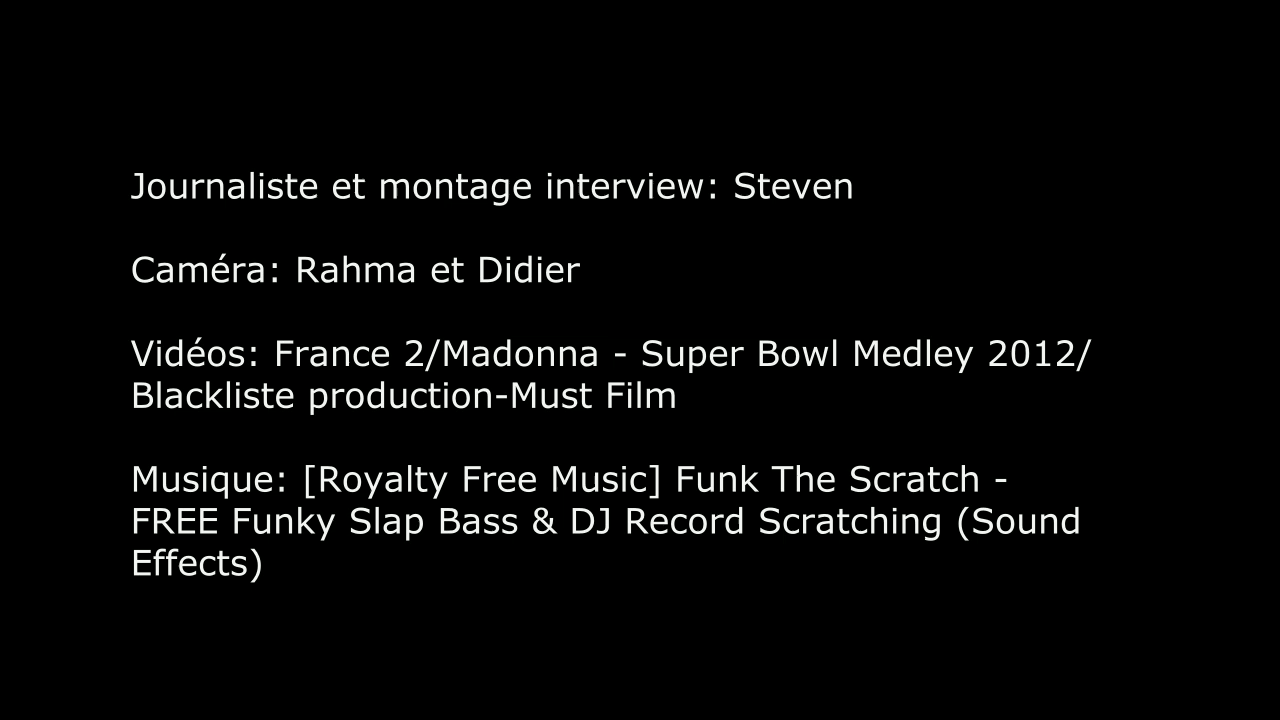 Journaliste et montage interview: Steven
Caméra: Rahma et Didier
Vidéos: France 2/Madonna - Super Bowl Medley 2012/
Blackliste production-Must Film
Musique: [Royalty Free Music] Funk The Scratch -
FREE Funky Slap Bass & DJ Record Scratching (Sound
Effects)